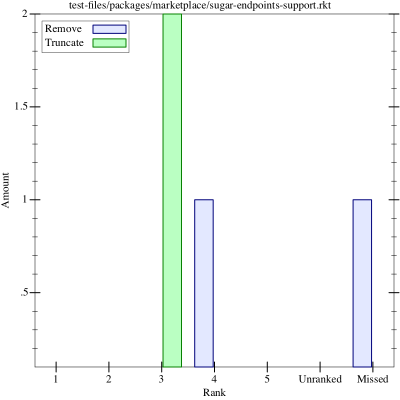 test-files/packages/marketplace/sugar-endpoints-support.rkt
Remove
Truncate
2
1.5
1
.5
Amount
1 2 3 4 5 Unranked Missed
Rank